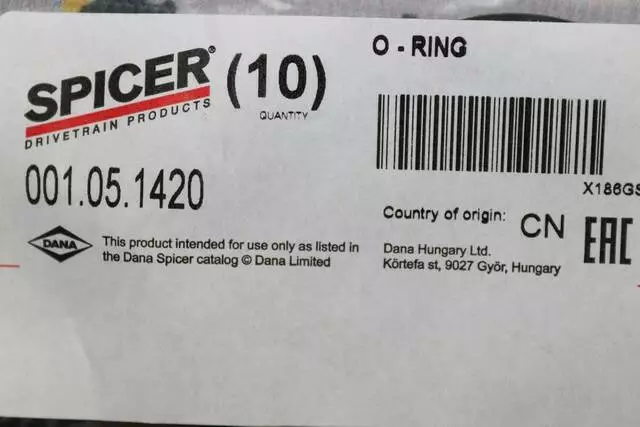 SPICER®
DRIVETRAIN PRODUCTS
(10)
QUANTITY
O - RING
001.05.1420
X186GS
Country of origin: CN
EAC
DANA
This product intended for use only as listed in
the Dana Spicer catalog © Dana Limited
Dana Hungary Ltd.
Körtefa st, 9027 Győr, Hungary